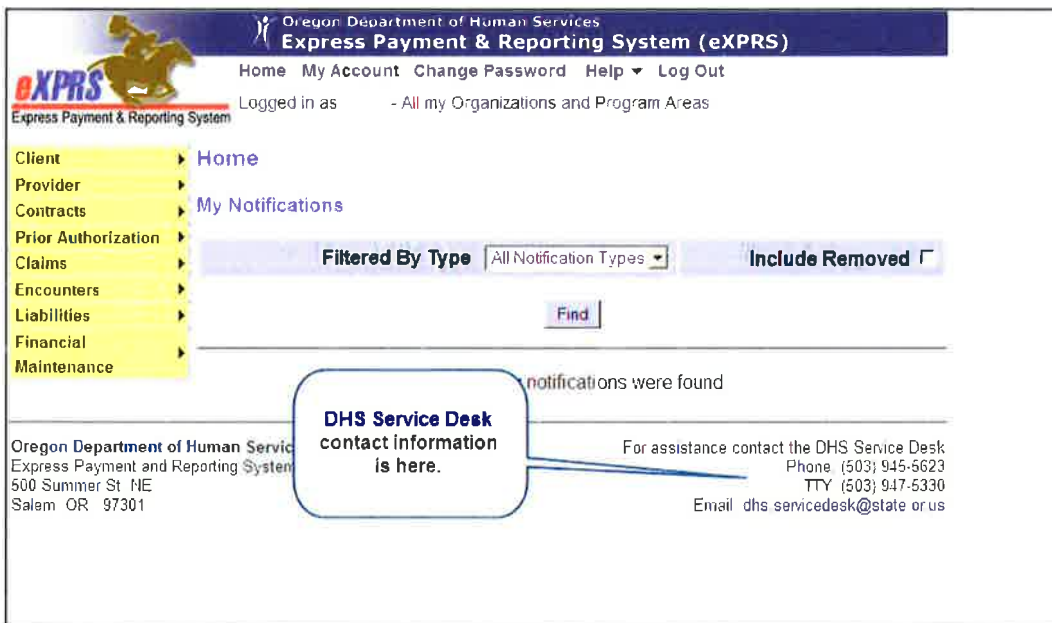 Oregon Department of Human Services
Express Payment & Reporting System (eXPRS)
Home My Account Change Password Help Log Out
Logged in as - All my Organizations and Program Areas
eXPRS
Express Payment & Reporting System
Client
Provider
Contracts
Prior Authorization
Claims
Encounters
Liabilities
Financial
Maintenance
Home
My Notifications
Filtered By Type All Notification Types Include Removed
Find
notifications were found
DHS Service Desk
contact information
is here.
Oregon Department of Human Servic
Express Payment and Reporting System
500 Summer St NE
Salem OR 97301
For assistance contact the DHS Service Desk
Phone (503) 945-5623
TTY (503) 947-5330
Email dhs.servicedesk@state.or.us